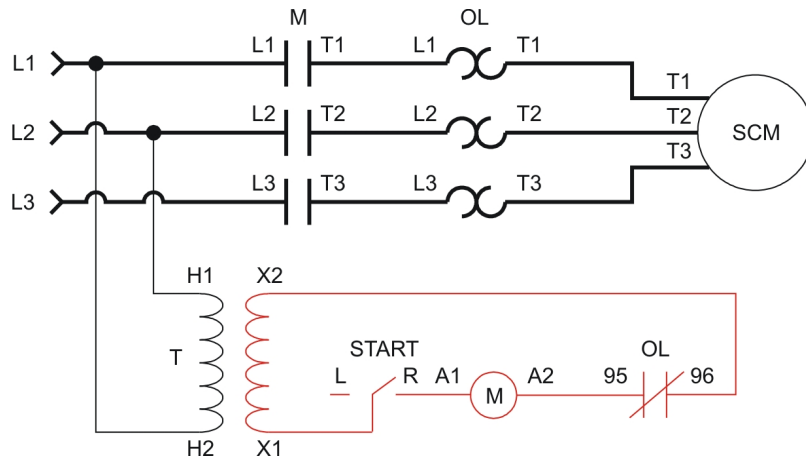 M OL
L1 L1 T1 L1 T1
T1
L2 L2 T2 L2 T2 T2 SCM
T3
L3 L3 T3 L3 T3
H1 X2
T START OL
L R A1 M A2 95 96
H2 X1